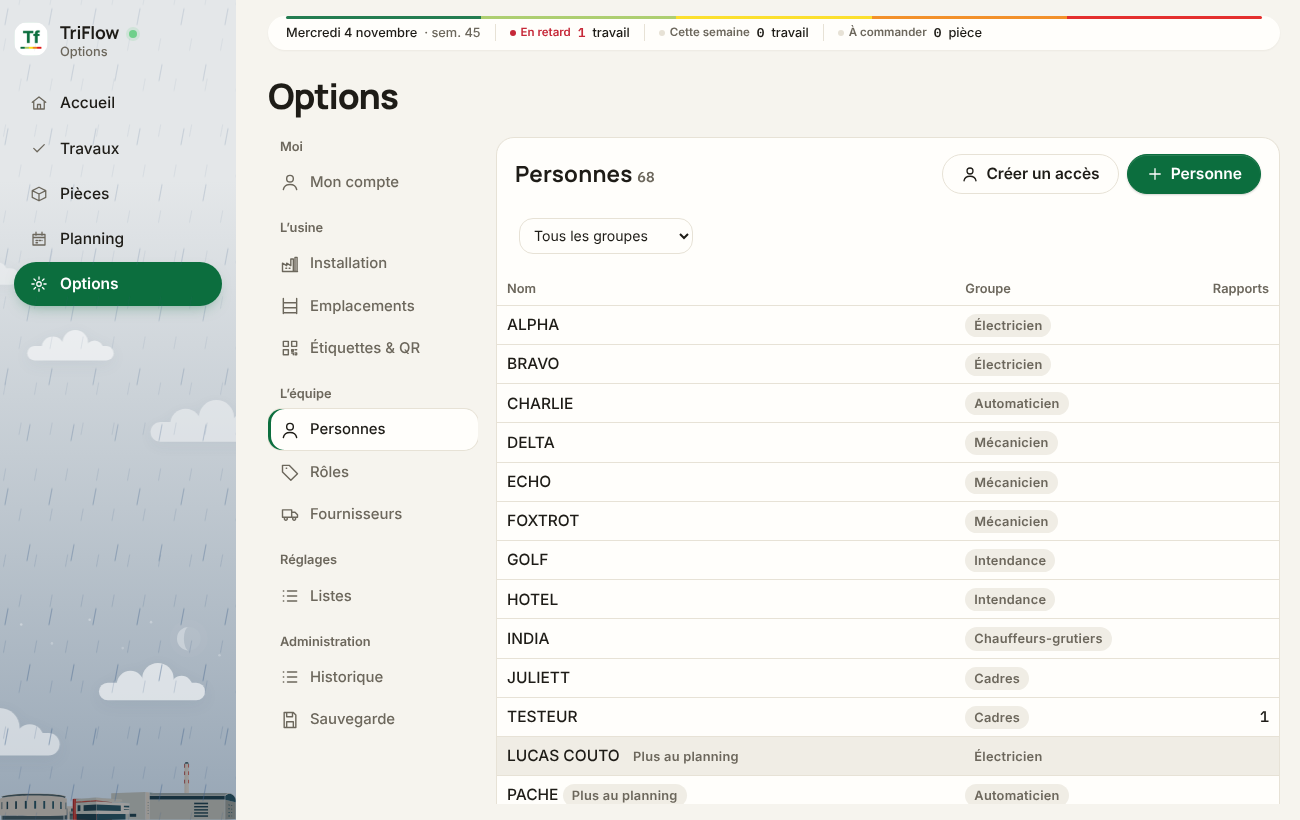 Tf
TriFlow
Options
Accueil
Travaux
Pièces
Planning
Options
Mercredi 4 novembre · sem. 45
En retard 1 travail
Cette semaine 0 travail
À commander 0 pièce
Options
Moi
Mon compte
L'usine
Installation
Emplacements
Étiquettes & QR
L'équipe
Personnes
Rôles
Fournisseurs
Réglages
Listes
Administration
Historique
Sauvegarde
Personnes 68
Créer un accès
+ Personne
Tous les groupes
Nom Groupe Rapports
ALPHA Électricien
BRAVO Électricien
CHARLIE Automaticien
DELTA Mécanicien
ECHO Mécanicien
FOXTROT Mécanicien
GOLF Intendance
HOTEL Intendance
INDIA Chauffeurs-grutiers
JULIETT Cadres
TESTEUR Cadres 1
LUCAS COUTO Plus au planning Électricien
PACHE Plus au planning Automaticien